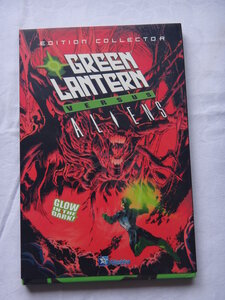 EDITION COLLECTOR
GREEN
LANTERN
VERSUS
ALIENS
GLOW
IN THE
DARK!